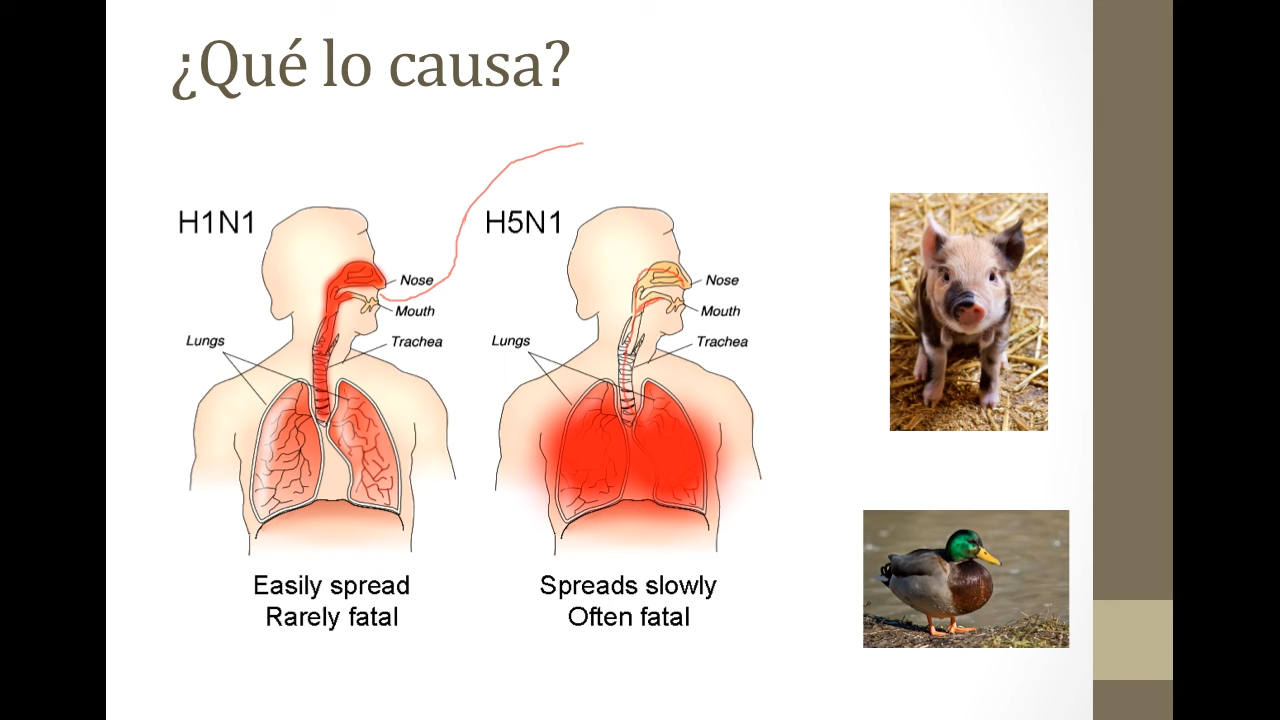 ¿Qué lo causa?
H1N1
Nose
Mouth
Trachea
Lungs
Easily spread
Rarely fatal
H5N1
Nose
Mouth
Trachea
Lungs
Spreads slowly
Often fatal